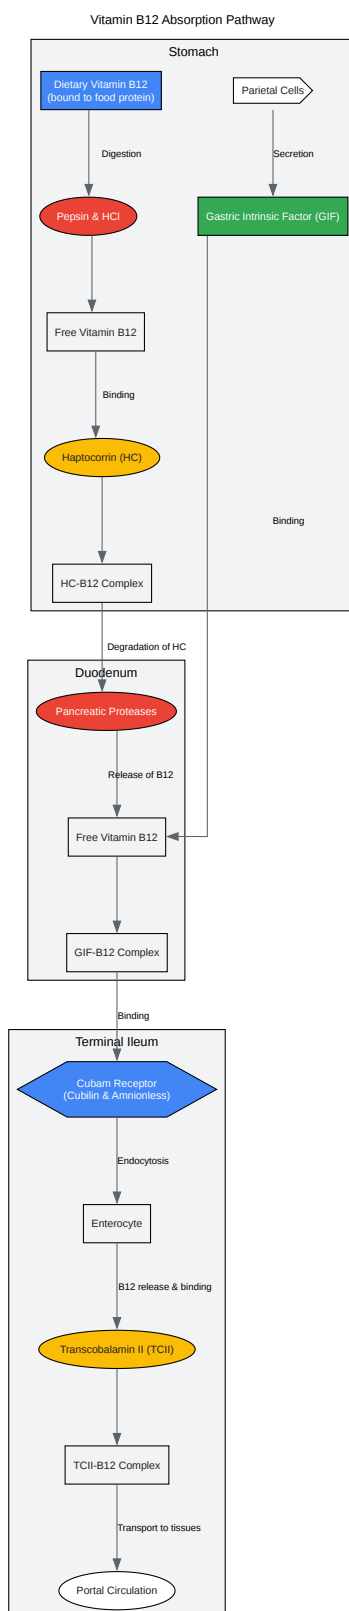 Vitamin B12 Absorption Pathway
Stomach
Dietary Vitamin B12
(bound to food protein)
Parietal Cells
Digestion
Secretion
Pepsin & HCl
Gastric Intrinsic Factor (GIF)
Free Vitamin B12
Binding
Haptocorrin (HC)
Binding
HC-B12 Complex
Degradation of HC
Duodenum
Pancreatic Proteases
Release of B12
Free Vitamin B12
GIF-B12 Complex
Binding
Terminal Ileum
Cubam Receptor
(Cubilin & Amnionless)
Endocytosis
Enterocyte
B12 release & binding
Transcobalamin II (TCII)
TCII-B12 Complex
Transport to tissues
Portal Circulation